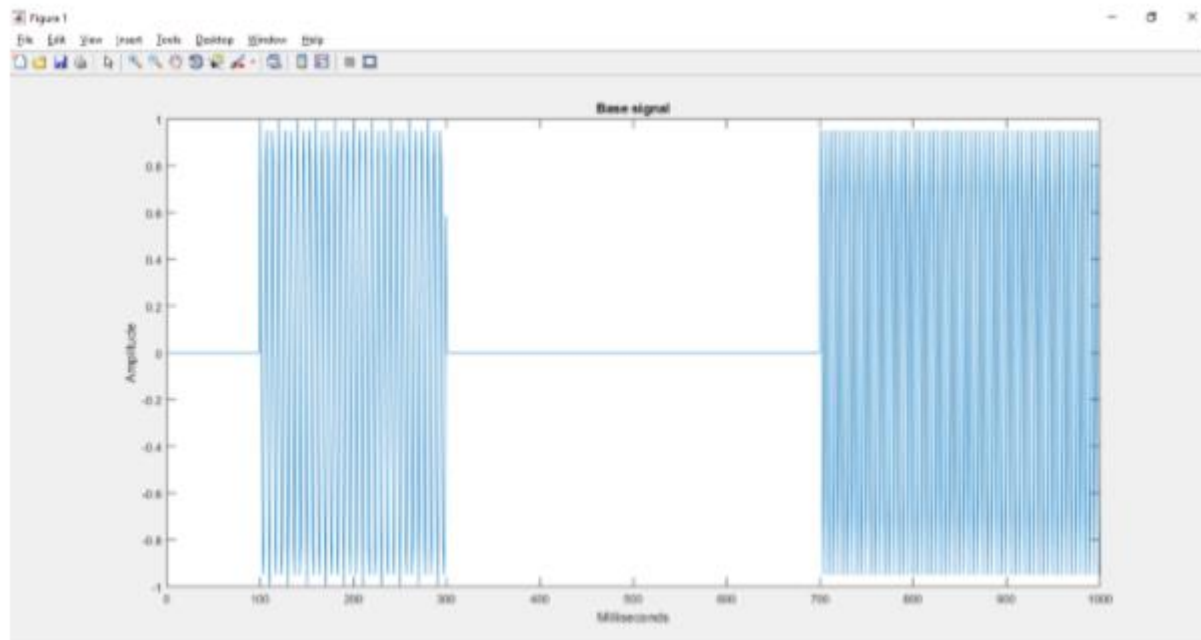 Figure 1
File Edit View Insert Tools Desktop Window Help
Base signal
1
0.8
0.6
0.4
0.2
0
-0.2
-0.4
-0.6
-0.8
-1
Amplitude
0 100 200 300 400 500 600 700 800 900 1000
Milliseconds